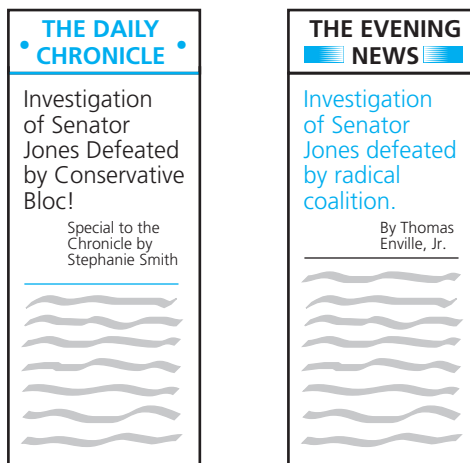 THE DAILY
CHRONICLE
Investigation
of Senator
Jones Defeated
by Conservative
Bloc!
Special to the
Chronicle by
Stephanie Smith
THE EVENING
NEWS
Investigation
of Senator
Jones defeated
by radical
coalition.
By Thomas
Enville, Jr.